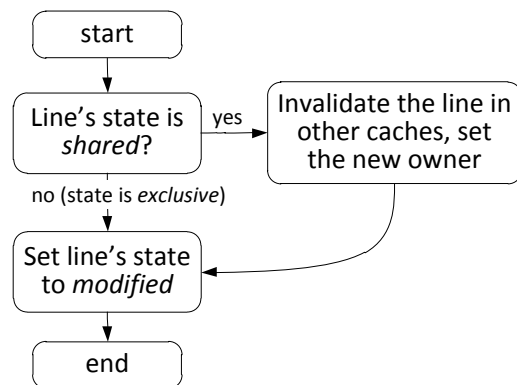 start
Line’s state is
shared?
yes
Invalidate the line in
other caches, set
the new owner
no (state is exclusive)
Set line’s state
to modified
end